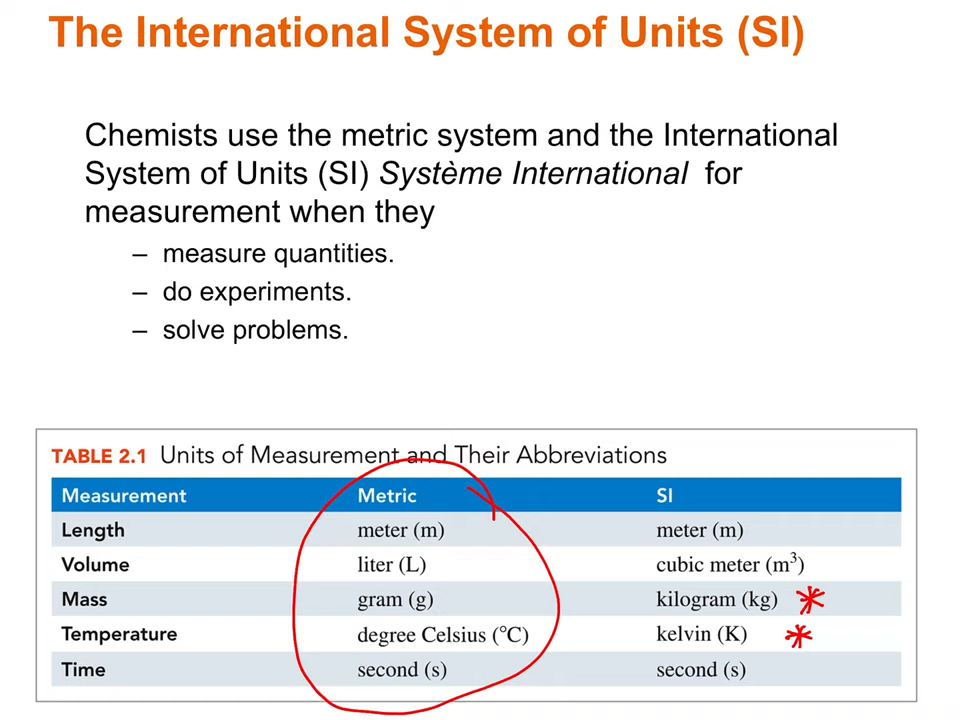 The International System of Units (SI)
Chemists use the metric system and the International
System of Units (SI) Système International for
measurement when they
– measure quantities.
– do experiments.
– solve problems.
TABLE 2.1 Units of Measurement and Their Abbreviations
Measurement Metric SI
Length meter (m) meter (m)
Volume liter (L) cubic meter (m³)
Mass gram (g) kilogram (kg) *
Temperature degree Celsius (°C) kelvin (K) *
Time second (s) second (s)